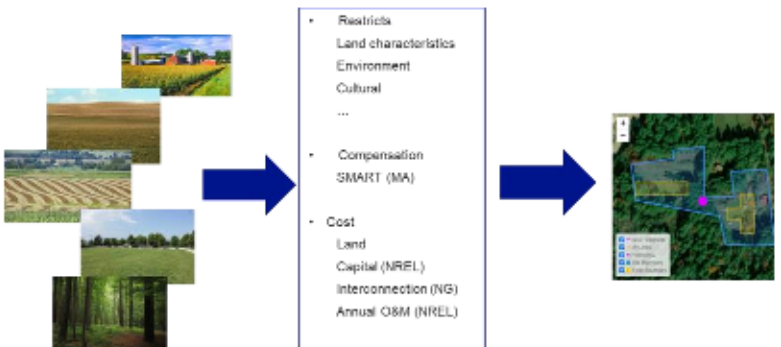 • Restricts
Land characteristics
Environment
Cultural
...
• Compensation
SMART (MA)
• Cost
Land
Capital (NREL)
Interconnection (NG)
Annual O&M (NREL)
+
−